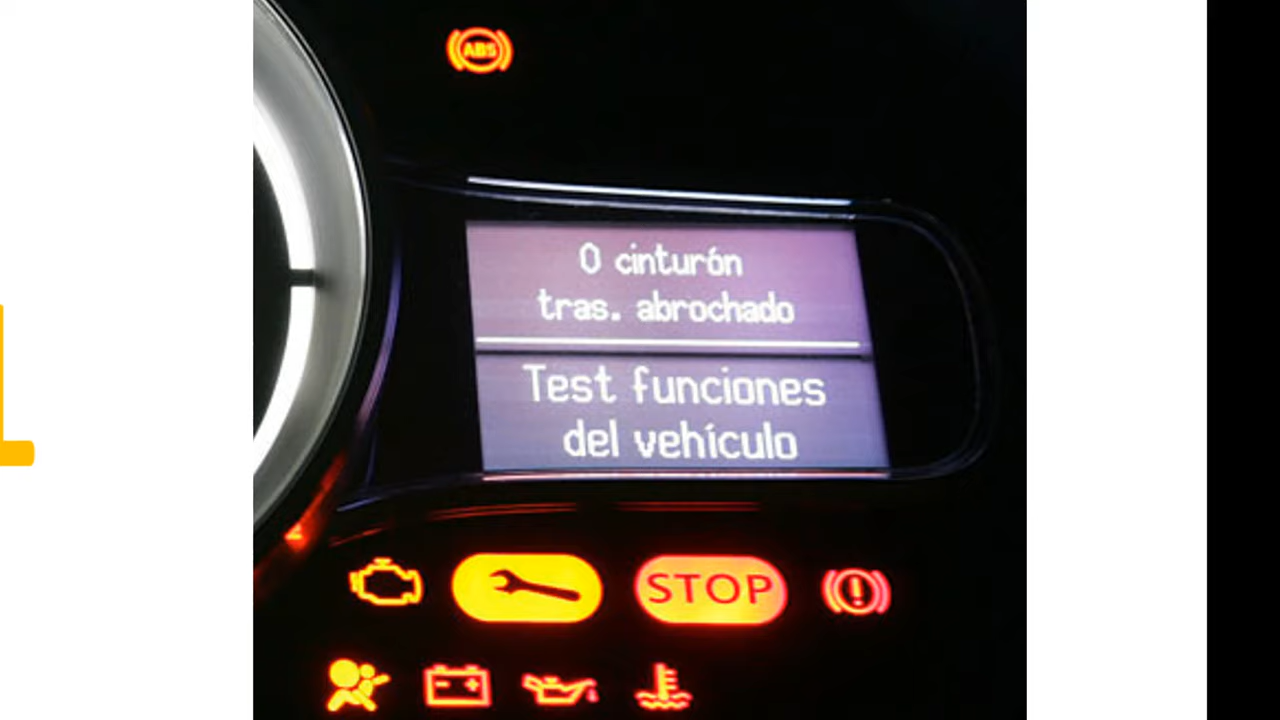 ABS
0 cinturón
tras. abrochado
Test funciones
del vehículo
STOP